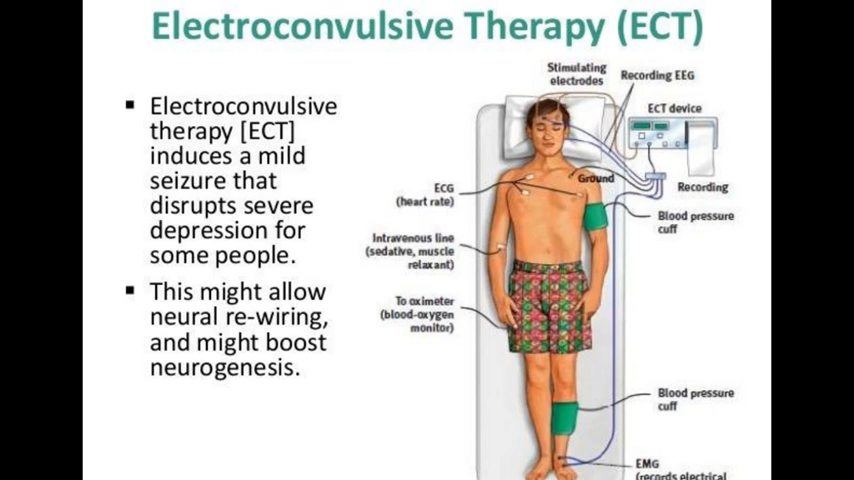 Electroconvulsive Therapy (ECT)
▪ Electroconvulsive
therapy [ECT]
induces a mild
seizure that
disrupts severe
depression for
some people.
▪ This might allow
neural re-wiring,
and might boost
neurogenesis.
Stimulating
electrodes
Recording EEG
ECT device
Ground
Recording
ECG
(heart rate)
Blood pressure
cuff
Intravenous line
(sedative, muscle
relaxant)
To oximeter
(blood-oxygen
monitor)
Blood pressure
cuff
EMG
(records electrical